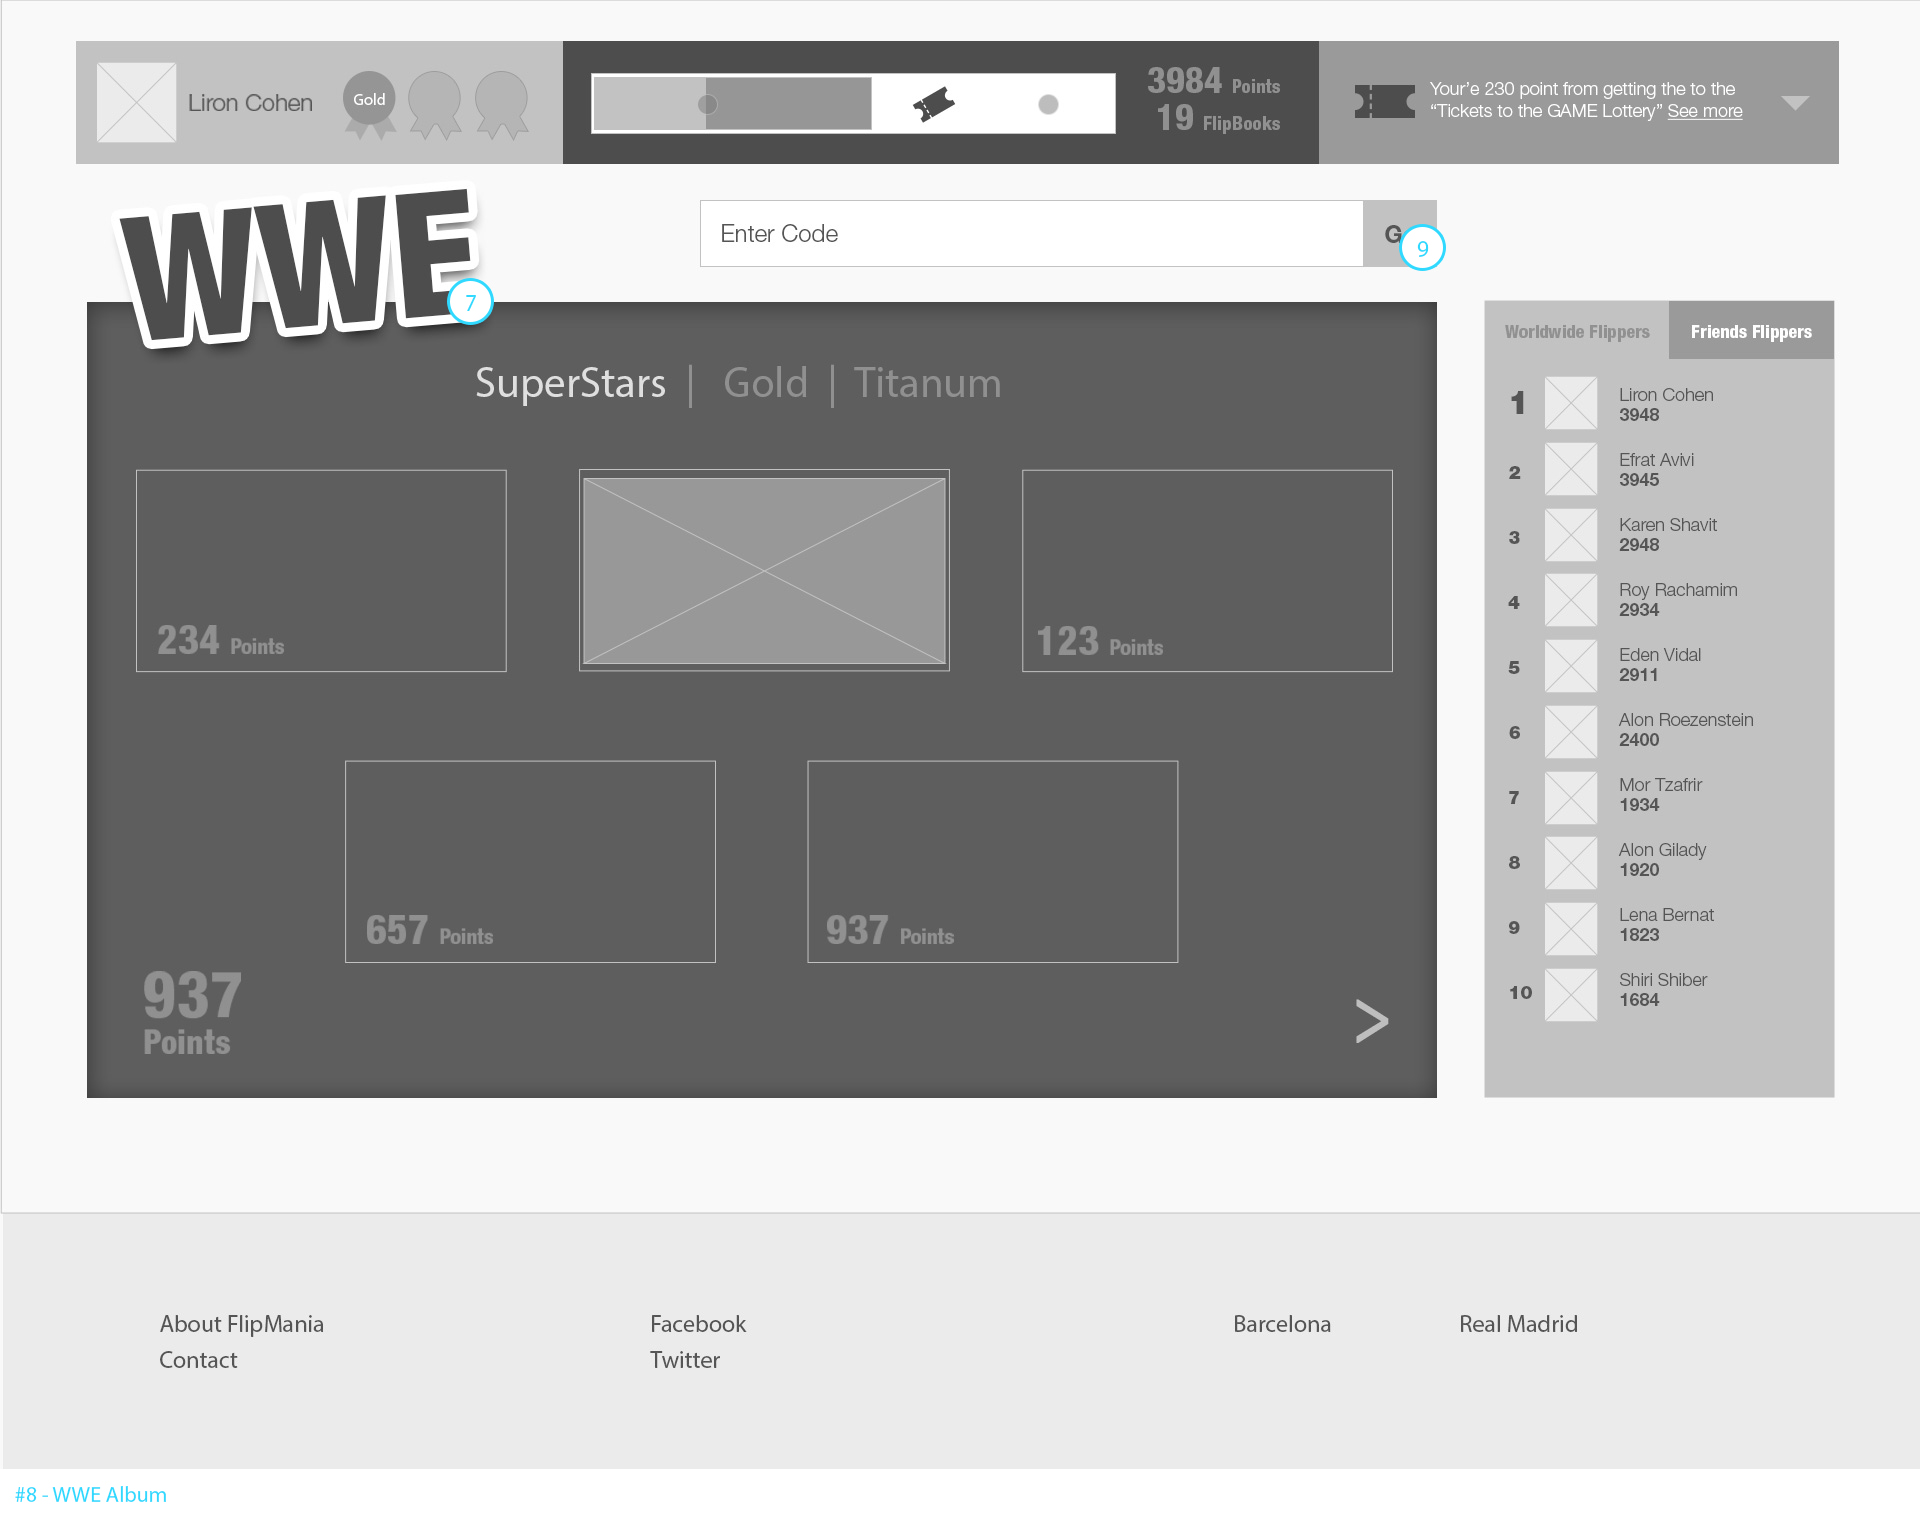 Liron Cohen
Gold
3984 Points
19 FlipBooks
Your'e 230 point from getting the to the
“Tickets to the GAME Lottery” See more
WWE
7
Enter Code
G
9
SuperStars | Gold | Titanum
234 Points
123 Points
657 Points
937 Points
937
Points
>
Worldwide Flippers
Friends Flippers
1
Liron Cohen
3948
2
Efrat Avivi
3945
3
Karen Shavit
2948
4
Roy Rachamim
2934
5
Eden Vidal
2911
6
Alon Roezenstein
2400
7
Mor Tzafrir
1934
8
Alon Gilady
1920
9
Lena Bernat
1823
10
Shiri Shiber
1684
About FlipMania
Contact
Facebook
Twitter
Barcelona
Real Madrid
#8 - WWE Album